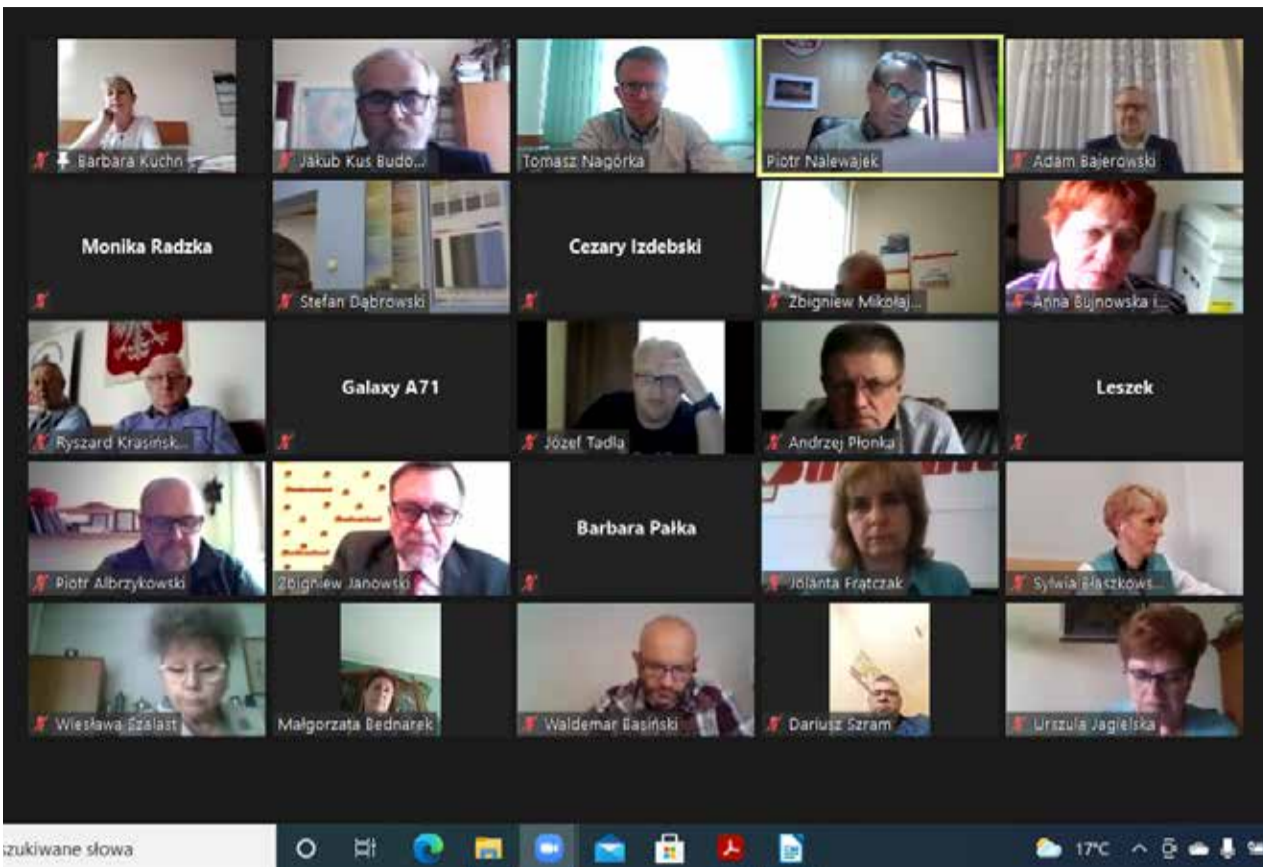 Barbara Kuchn...
Jakub Kus Budo...
Tomasz Nagórka
Piotr Nalewajek
Adam Bajerowski
Monika Radzka
Stefan Dąbrowski
Cezary Izdebski
Zbigniew Mikołaj...
Anna Bujnowska i...
Ryszard Krasińsk...
Galaxy A71
Józef Tadla
Andrzej Płonka
Leszek
Piotr Albrzykowski
Zbigniew Janowski
Barbara Pałka
Jolanta Frątczak
Sylwia Błaszkows...
Wiesława Szalast
Małgorzata Bednarek
Waldemar Basiński
Dariusz Szram
Urszula Jagielska
szukiwane słowa
17°C